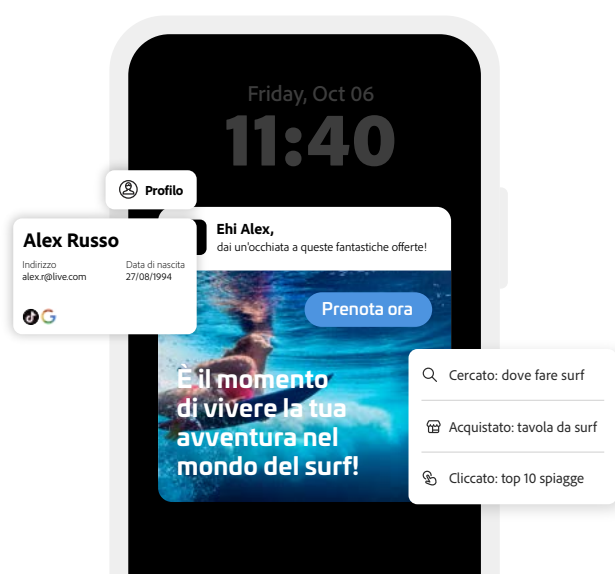 Friday, Oct 06
11:40
Profilo
Alex Russo
Indirizzo
alex.r@live.com
Data di nascita
27/08/1994
Ehi Alex,
dai un'occhiata a queste fantastiche offerte!
Prenota ora
È il momento
di vivere la tua
avventura nel
mondo del surf!
Cercato: dove fare surf
Acquistato: tavola da surf
Cliccato: top 10 spiagge